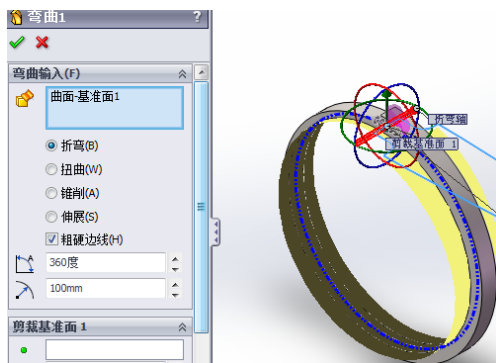 弯曲1 ?
弯曲输入(F)
曲面-基准面1
折弯(B)
扭曲(W)
锥削(A)
伸展(S)
粗硬边线(H)
360度
100mm
剪裁基准面 1
折弯轴
剪裁基准面 1